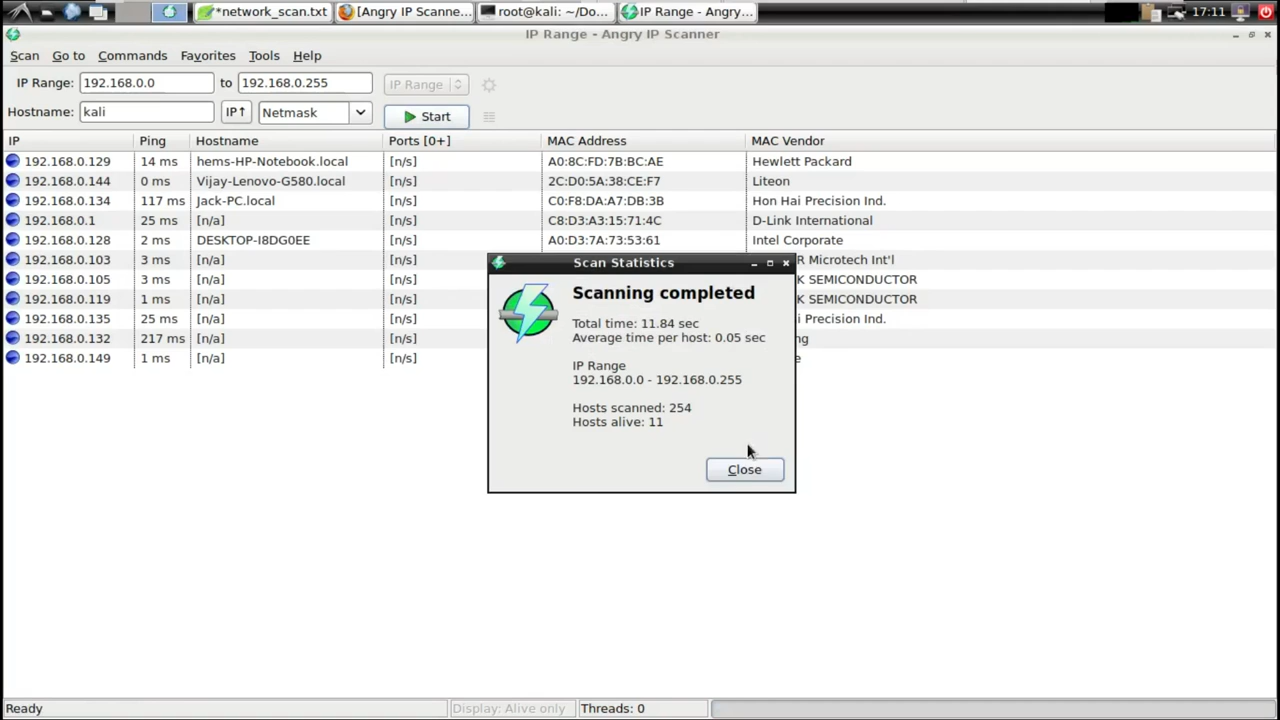 *network_scan.txt [Angry IP Scanne... root@kali: ~/Do... IP Range - Angry... 17:11
IP Range - Angry IP Scanner
Scan Go to Commands Favorites Tools Help
IP Range: 192.168.0.0 to 192.168.0.255 IP Range
Hostname: kali IP↑ Netmask Start
IP Ping Hostname Ports [0+] MAC Address MAC Vendor
192.168.0.129 14 ms hems-HP-Notebook.local [n/s] A0:8C:FD:7B:BC:AE Hewlett Packard
192.168.0.144 0 ms Vijay-Lenovo-G580.local [n/s] 2C:D0:5A:38:CE:F7 Liteon
192.168.0.134 117 ms Jack-PC.local [n/s] C0:F8:DA:A7:DB:3B Hon Hai Precision Ind.
192.168.0.1 25 ms [n/a] [n/s] C8:D3:A3:15:71:4C D-Link International
192.168.0.128 2 ms DESKTOP-I8DG0EE [n/s] A0:D3:7A:73:53:61 Intel Corporate
192.168.0.103 3 ms [n/a] [n/s] R Microtech Int'l
192.168.0.105 3 ms [n/a] [n/s] K SEMICONDUCTOR
192.168.0.119 1 ms [n/a] [n/s] K SEMICONDUCTOR
192.168.0.135 25 ms [n/a] [n/s] i Precision Ind.
192.168.0.132 217 ms [n/a] [n/s] ng
192.168.0.149 1 ms [n/a] [n/s] e
Scan Statistics
Scanning completed
Total time: 11.84 sec
Average time per host: 0.05 sec
IP Range
192.168.0.0 - 192.168.0.255
Hosts scanned: 254
Hosts alive: 11
Close
Ready Display: Alive only Threads: 0